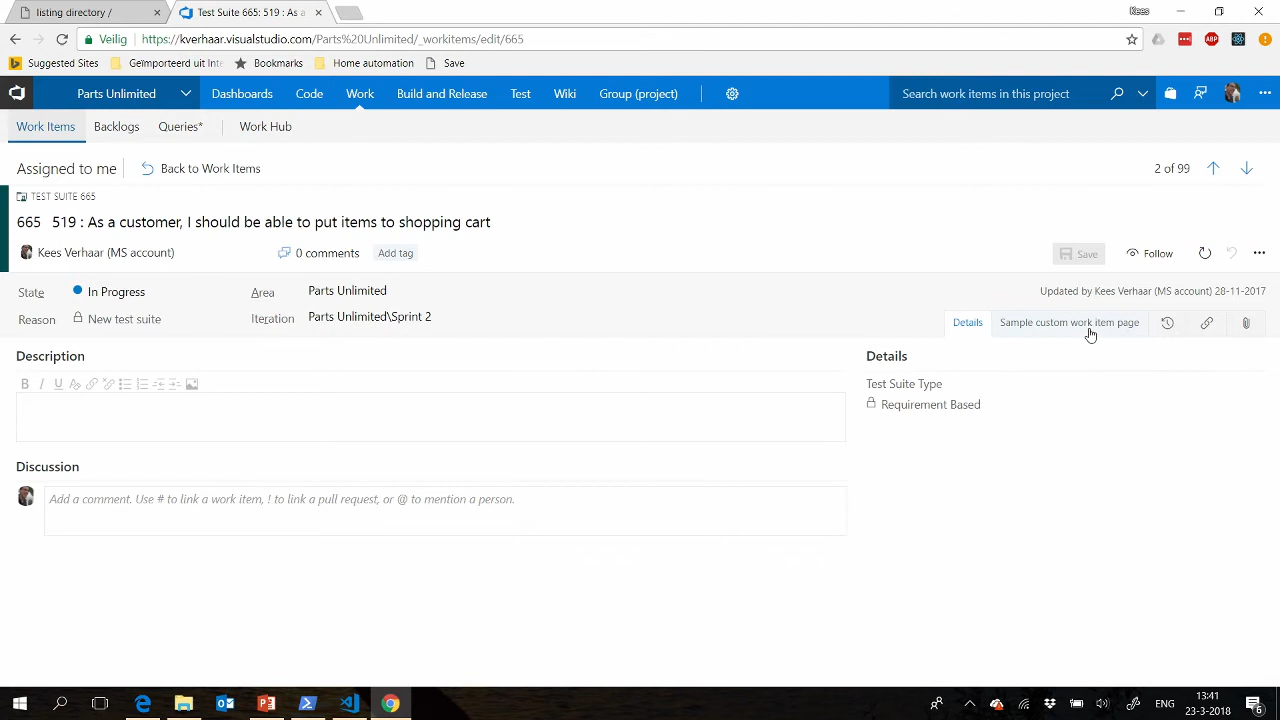 listing directory /
Test Suite 665: 519 : As a
Kees
Veilig
https://kverhaar.visualstudio.com/Parts%20Unlimited/_workitems/edit/665
ABP
Suggested Sites
Geïmporteerd uit Inte
Bookmarks
Home automation
Save
Parts Unlimited
Dashboards
Code
Work
Build and Release
Test
Wiki
Group (project)
Search work items in this project
Work Items
Backlogs
Queries*
Work Hub
Assigned to me
Back to Work Items
2 of 99
TEST SUITE 665
665 519 : As a customer, I should be able to put items to shopping cart
Kees Verhaar (MS account)
0 comments
Add tag
Save
Follow
State
In Progress
Area
Parts Unlimited
Updated by Kees Verhaar (MS account) 28-11-2017
Reason
New test suite
Iteration
Parts Unlimited\Sprint 2
Details
Sample custom work item page
Description
Details
B I U
Test Suite Type
Requirement Based
Discussion
Add a comment. Use # to link a work item, ! to link a pull request, or @ to mention a person.
ENG
13:41
23-3-2018
6